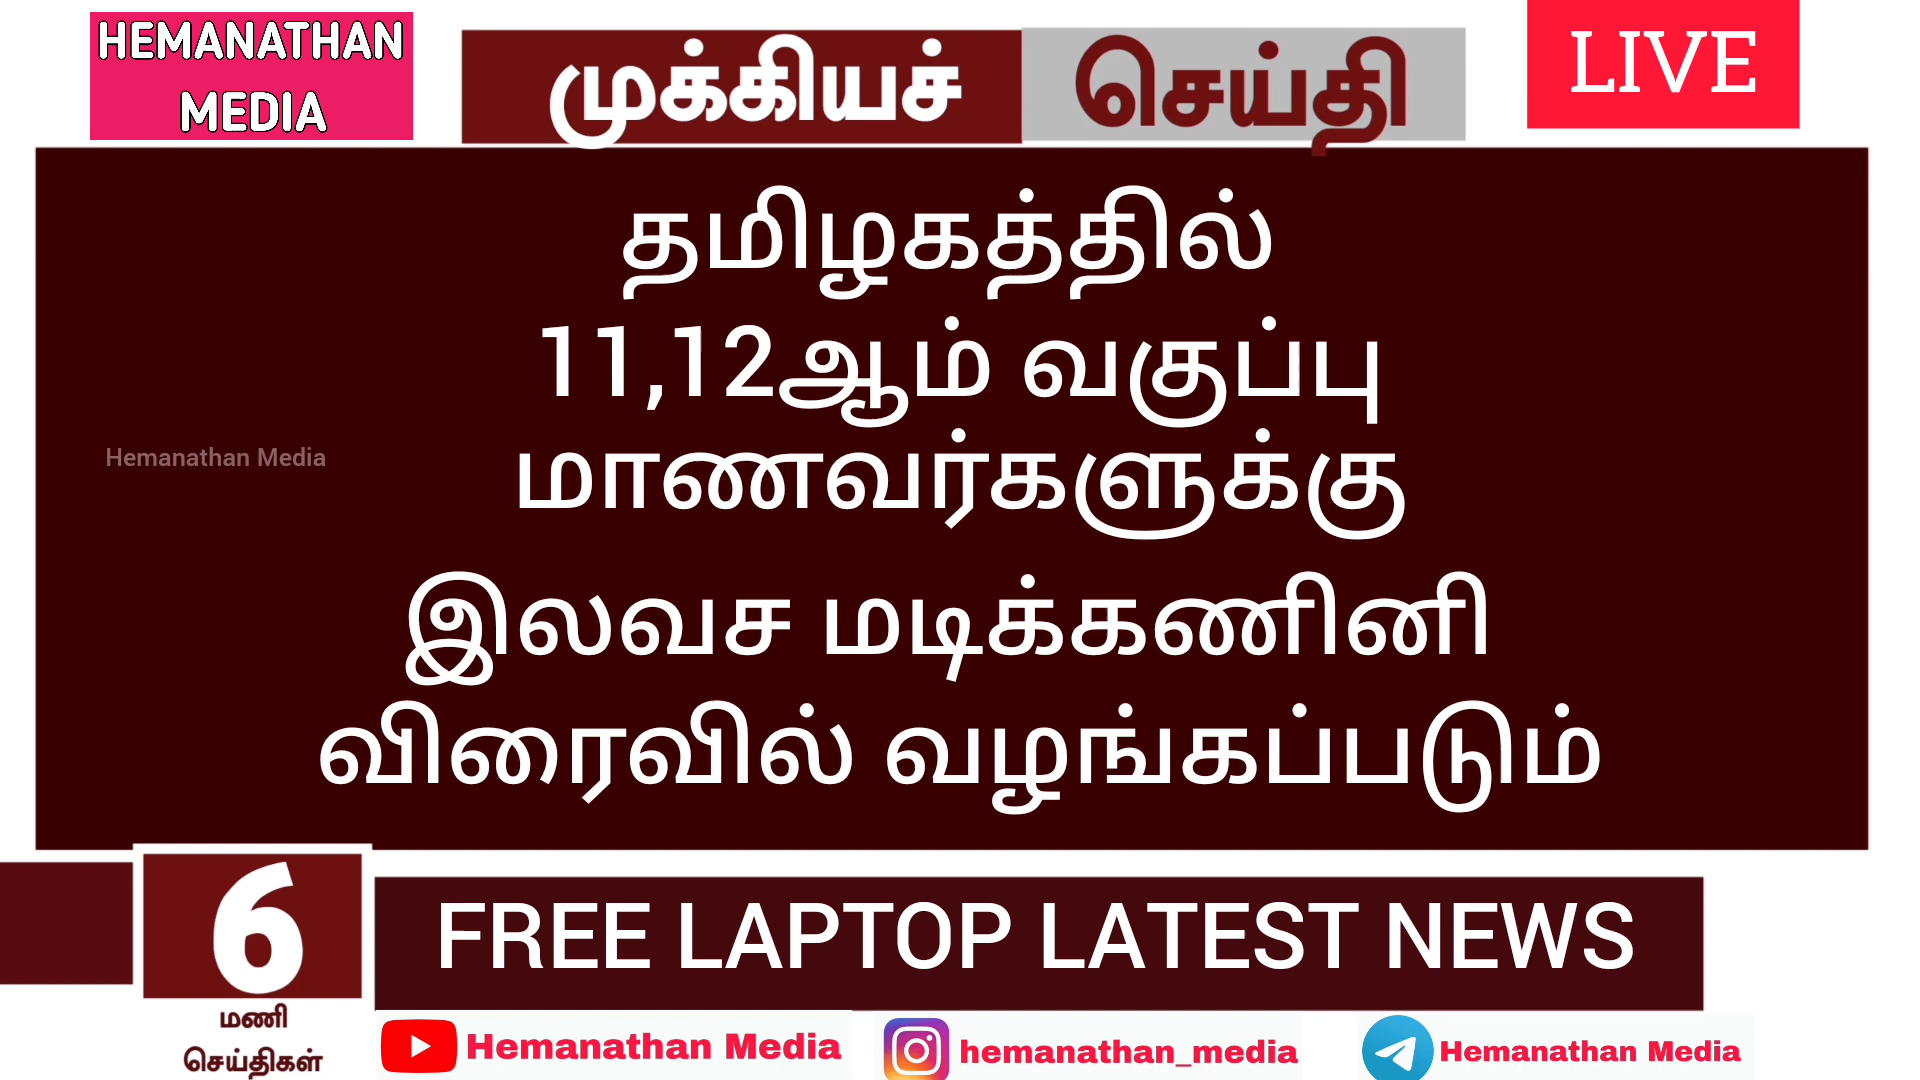 HEMANATHAN
MEDIA
முக்கியச் செய்தி
LIVE
தமிழகத்தில்
11,12ஆம் வகுப்பு
மாணவர்களுக்கு
Hemanathan Media
இலவச மடிக்கணினி
விரைவில் வழங்கப்படும்
6
மணி
செய்திகள்
FREE LAPTOP LATEST NEWS
Hemanathan Media
hemanathan_media
Hemanathan Media